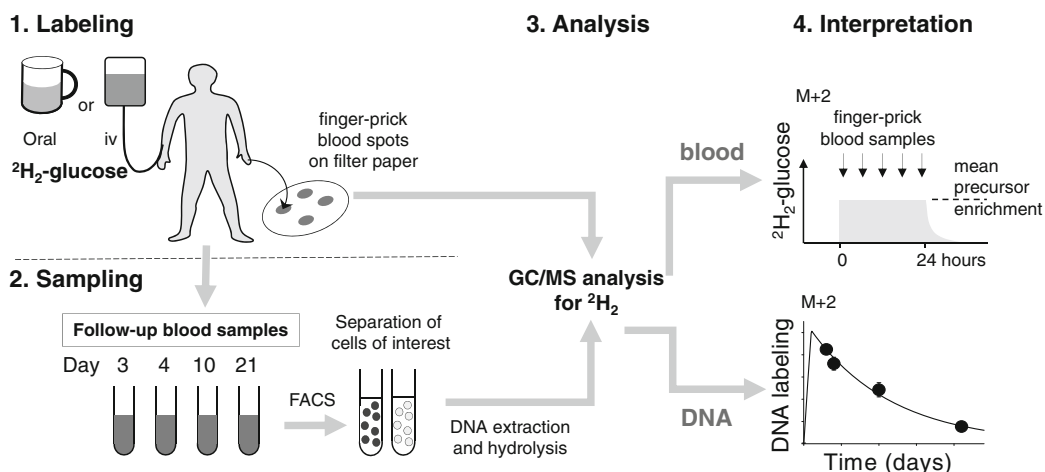 1. Labeling
or
Oral
iv
²H₂-glucose
finger-prick
blood spots
on filter paper
2. Sampling
Follow-up blood samples
Day 3 4 10 21
FACS
Separation of
cells of interest
DNA extraction
and hydrolysis
3. Analysis
GC/MS analysis
for ²H₂
blood
DNA
4. Interpretation
M+2
finger-prick
blood samples
²H₂-glucose
mean
precursor
enrichment
0
24 hours
M+2
DNA labeling
Time (days)